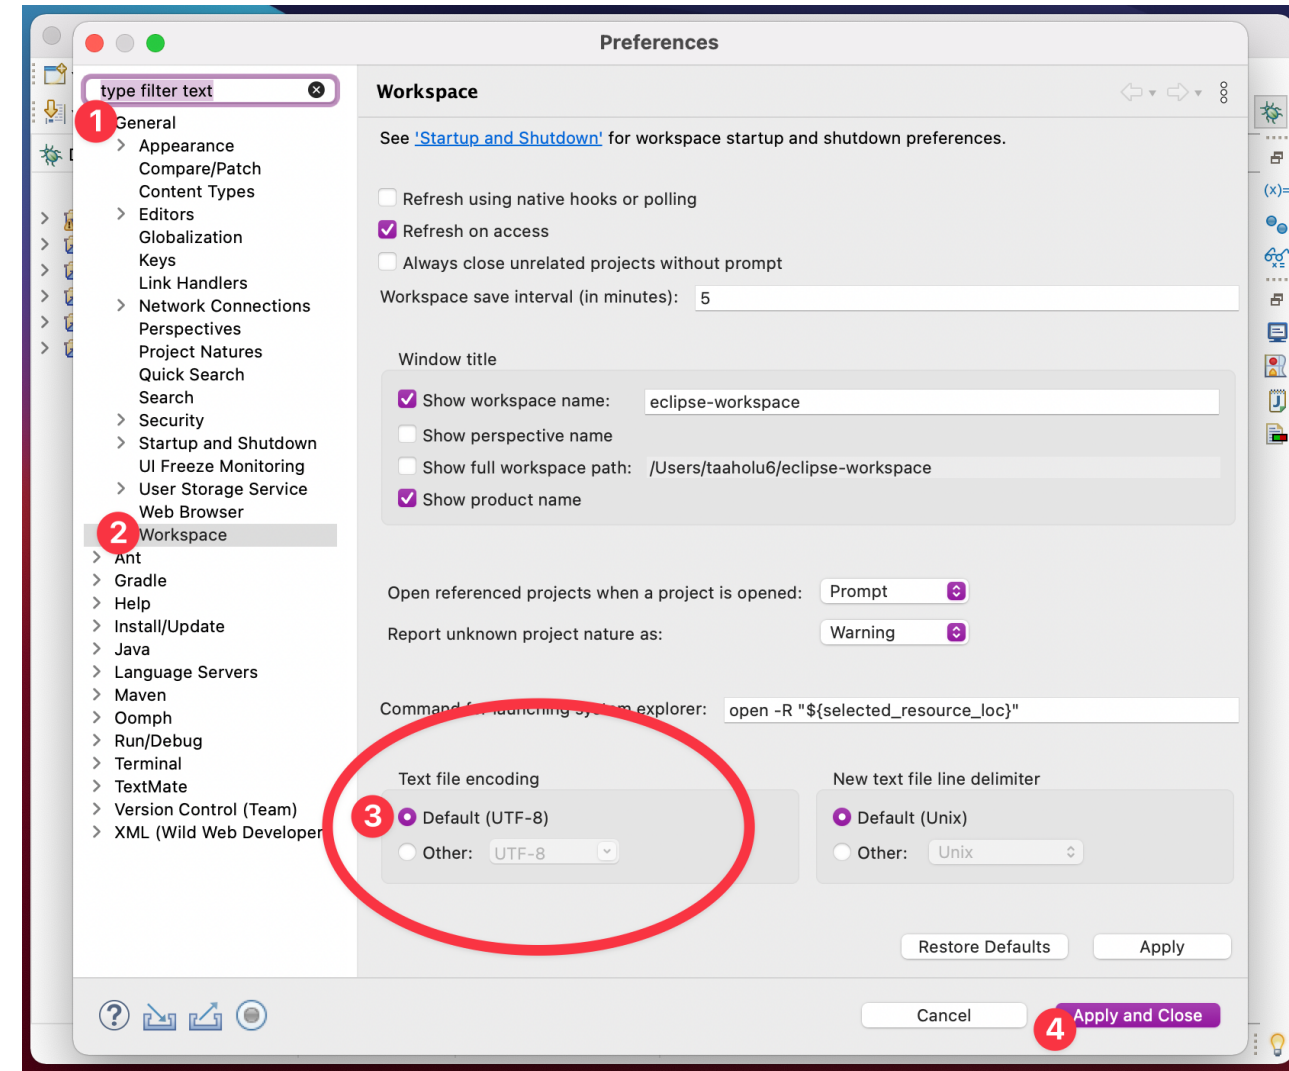 Preferences
type filter text
1
General
Appearance
Compare/Patch
Content Types
Editors
Globalization
Keys
Link Handlers
Network Connections
Perspectives
Project Natures
Quick Search
Search
Security
Startup and Shutdown
UI Freeze Monitoring
User Storage Service
Web Browser
2
Workspace
Ant
Gradle
Help
Install/Update
Java
Language Servers
Maven
Oomph
Run/Debug
Terminal
TextMate
Version Control (Team)
XML (Wild Web Developer
Workspace
See 'Startup and Shutdown' for workspace startup and shutdown preferences.
Refresh using native hooks or polling
Refresh on access
Always close unrelated projects without prompt
Workspace save interval (in minutes): 5
Window title
Show workspace name: eclipse-workspace
Show perspective name
Show full workspace path: /Users/taaholu6/eclipse-workspace
Show product name
Open referenced projects when a project is opened: Prompt
Report unknown project nature as: Warning
Command for launching system explorer: open -R "${selected_resource_loc}"
Text file encoding
3 Default (UTF-8)
Other: UTF-8
New text file line delimiter
Default (Unix)
Other: Unix
Restore Defaults Apply
? Cancel 4 Apply and Close
(x)=